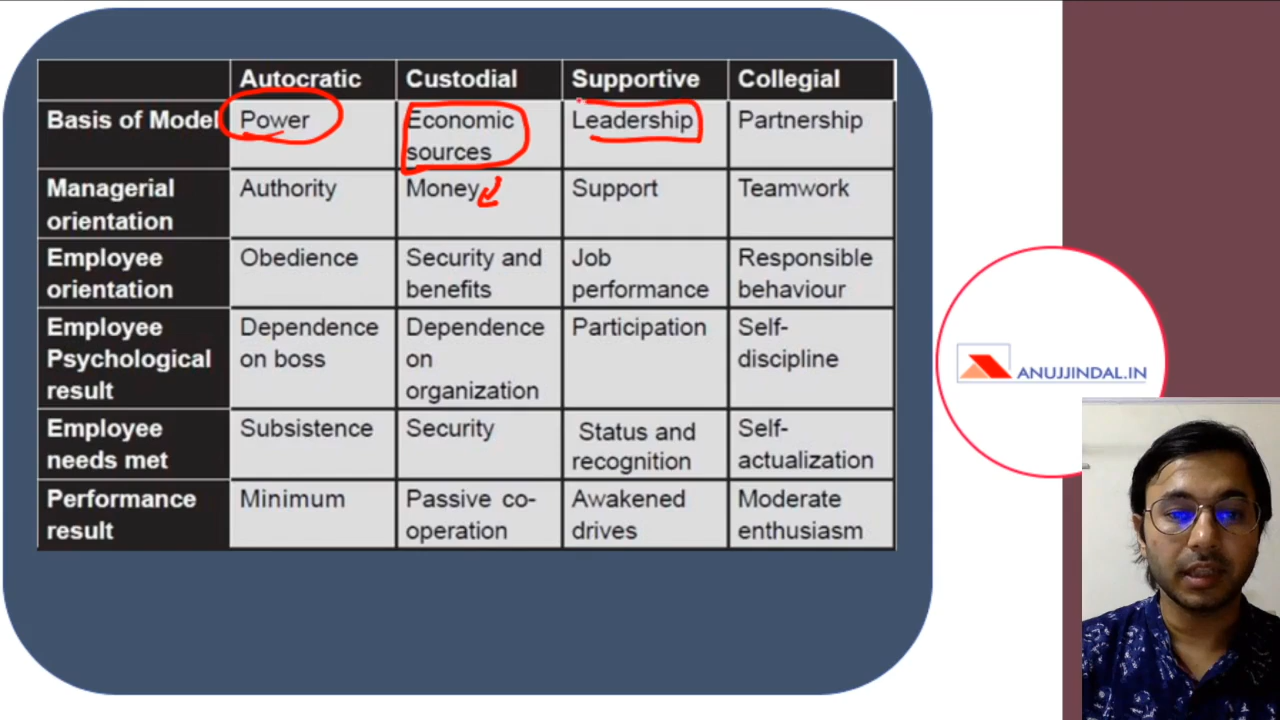 Autocratic Custodial Supportive Collegial
Basis of Model Power Economic Leadership Partnership
sources
Managerial Authority Money Support Teamwork
orientation
Employee Obedience Security and Job Responsible
orientation benefits performance behaviour
Employee Dependence Dependence Participation Self-
Psychological on boss on discipline
result organization
Employee Subsistence Security Status and Self-
needs met recognition actualization
Performance Minimum Passive co- Awakened Moderate
result operation drives enthusiasm
ANUJJINDAL.IN